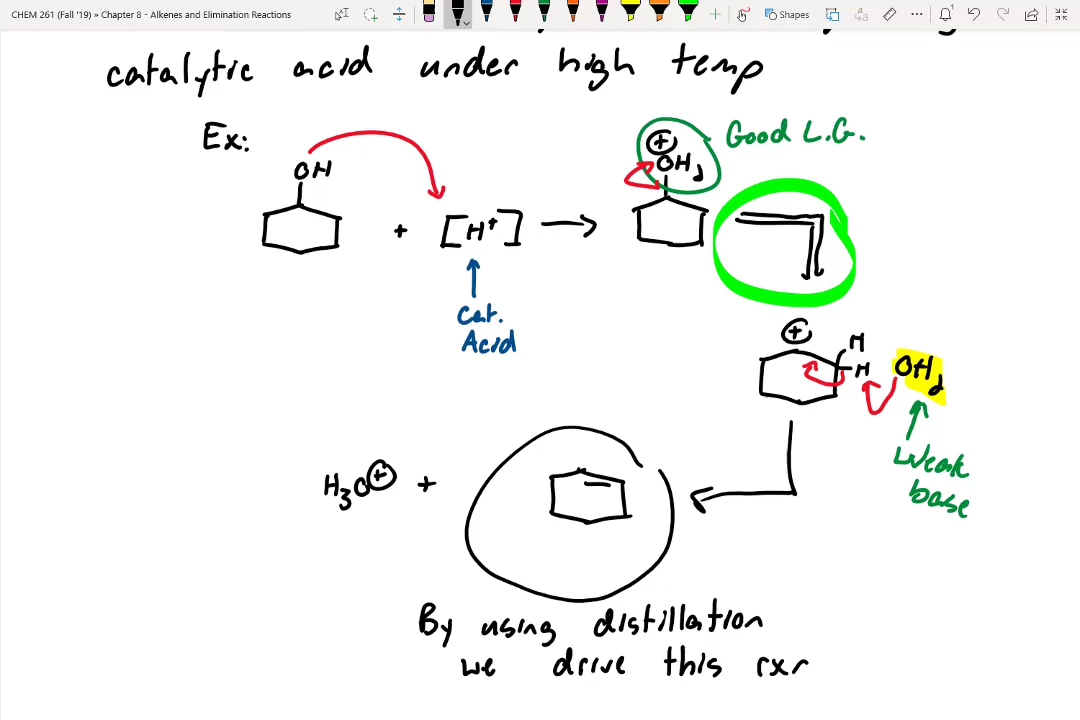 CHEM 261 (Fall '19) » Chapter 8 - Alkenes and Elimination Reactions
Shapes
catalytic acid under high temp
Ex:
Good L.G.
OH
⊕
OH2
+ [H+]
Cat.
Acid
⊕
H
H OH2
Weak
base
H3O⊕ +
By using distillation
we drive this rxn